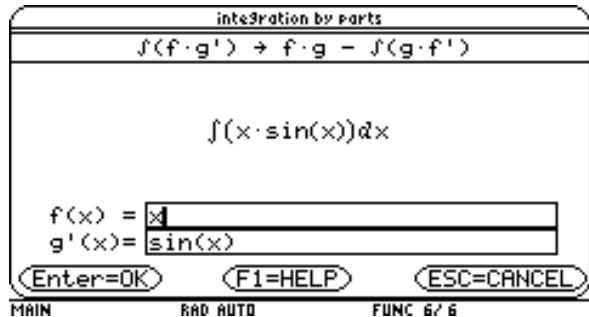 integration by parts
∫(f·g') → f·g - ∫(g·f')
∫(x·sin(x))dx
f(x) = x
g'(x)= sin(x)
Enter=OK F1=HELP ESC=CANCEL
MAIN RAD AUTO FUNC 6/6